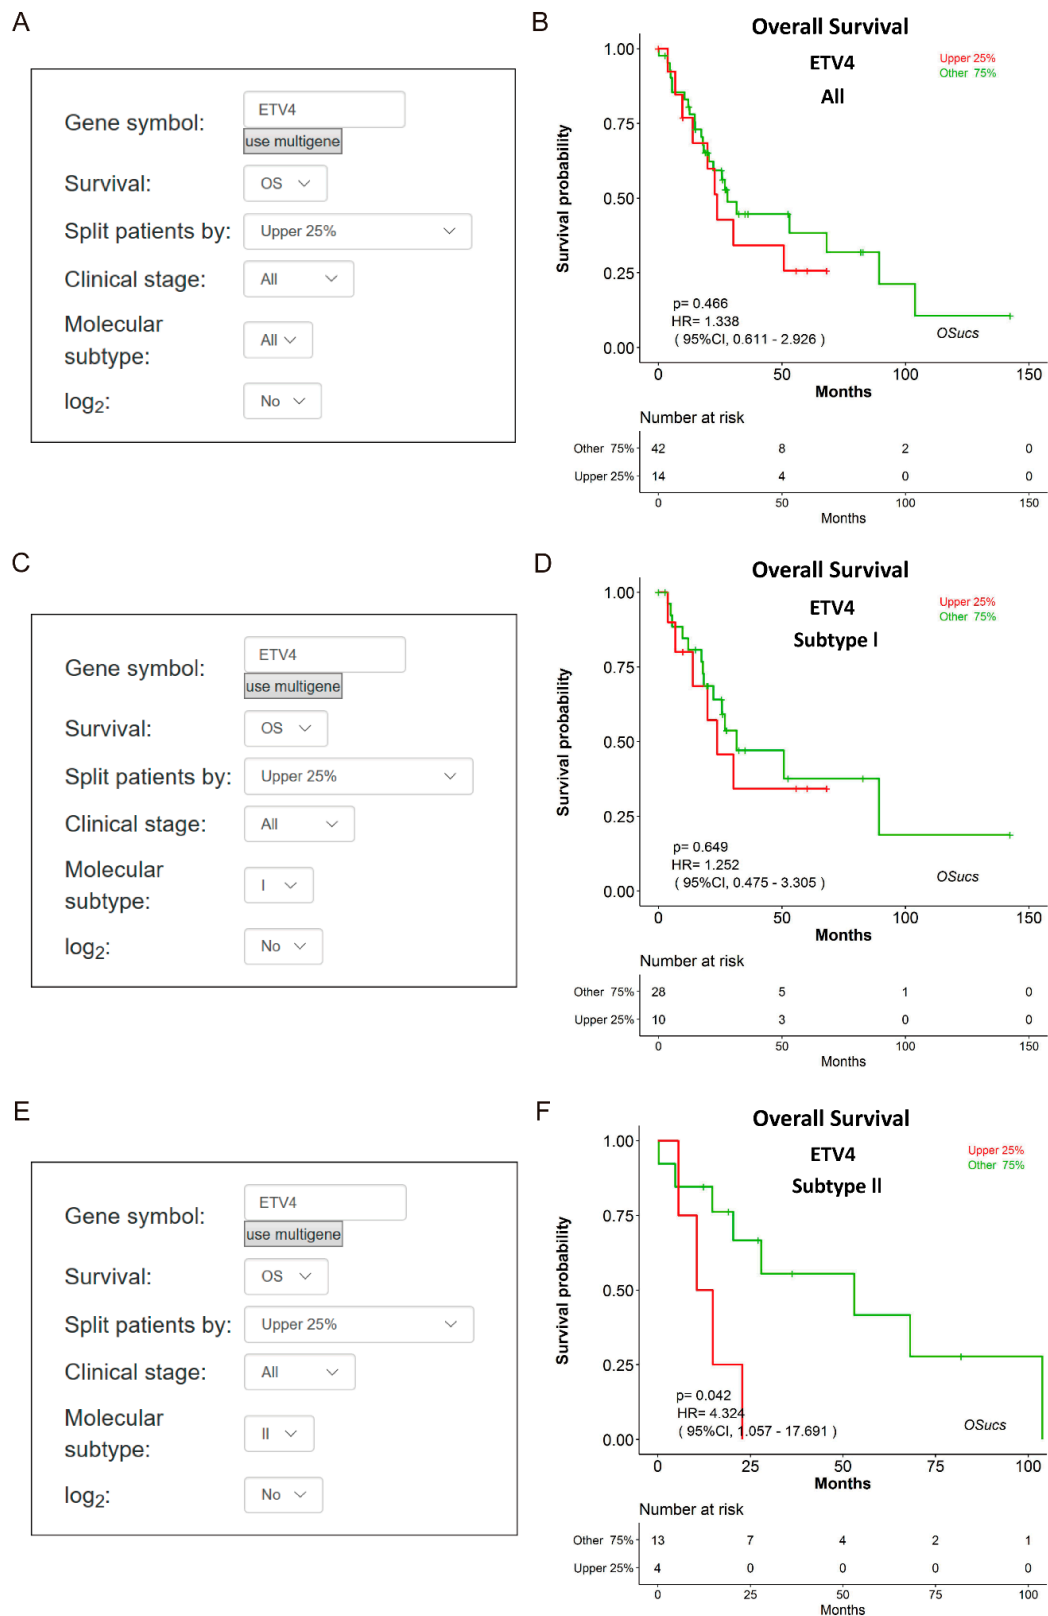 A
Gene symbol:
ETV4
use multigene
Survival:
OS
Split patients by:
Upper 25%
Clinical stage:
All
Molecular
subtype:
All
log2:
No
B
Overall Survival
ETV4
All
Upper 25%
Other 75%
Survival probability
1.00
0.75
0.50
0.25
0.00
p= 0.466
HR= 1.338
( 95%CI, 0.611 - 2.926 )
OSucs
0 50 100 150
Months
Number at risk
Other 75% 42 8 2 0
Upper 25% 14 4 0 0
0 50 100 150
Months
C
Gene symbol:
ETV4
use multigene
Survival:
OS
Split patients by:
Upper 25%
Clinical stage:
All
Molecular
subtype:
I
log2:
No
D
Overall Survival
ETV4
Subtype I
Upper 25%
Other 75%
Survival probability
1.00
0.75
0.50
0.25
0.00
p= 0.649
HR= 1.252
( 95%CI, 0.475 - 3.305 )
OSucs
0 50 100 150
Months
Number at risk
Other 75% 28 5 1 0
Upper 25% 10 3 0 0
0 50 100 150
Months
E
Gene symbol:
ETV4
use multigene
Survival:
OS
Split patients by:
Upper 25%
Clinical stage:
All
Molecular
subtype:
II
log2:
No
F
Overall Survival
ETV4
Subtype II
Upper 25%
Other 75%
Survival probability
1.00
0.75
0.50
0.25
0.00
p= 0.042
HR= 4.324
( 95%CI, 1.057 - 17.691 )
OSucs
0 25 50 75 100
Months
Number at risk
Other 75% 13 7 4 2 1
Upper 25% 4 0 0 0 0
0 25 50 75 100
Months